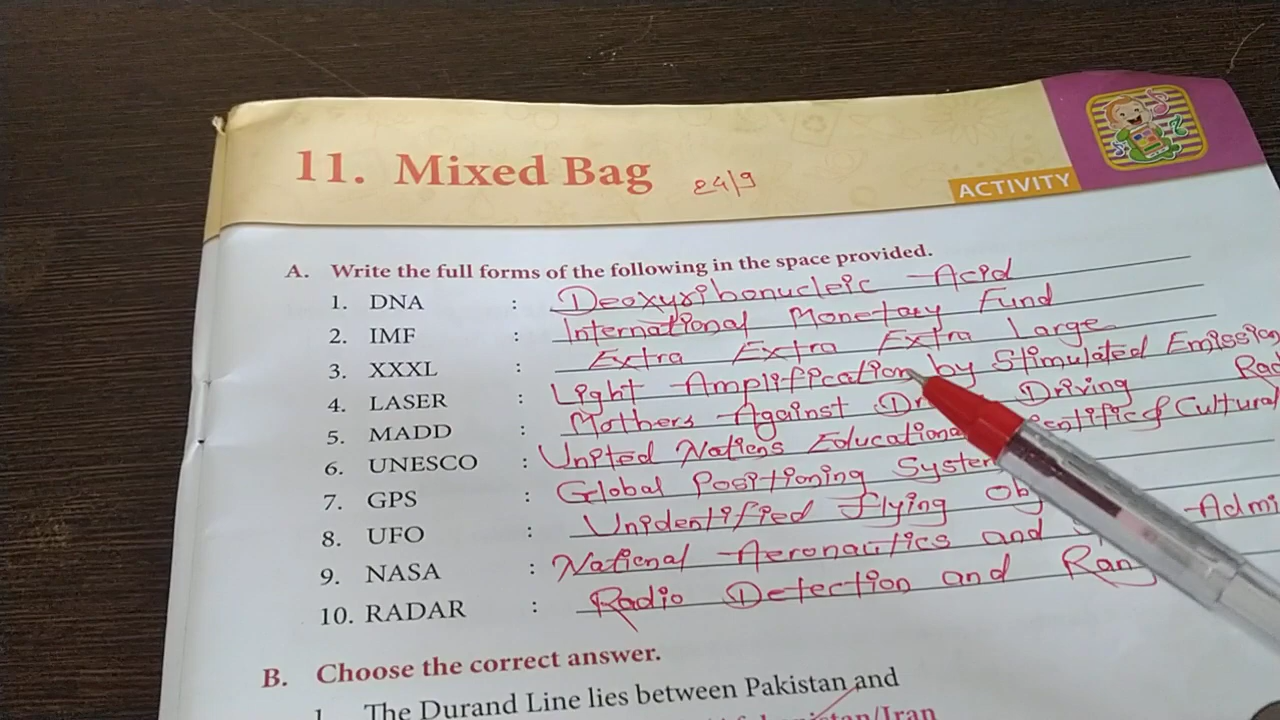 11. Mixed Bag 24/9
ACTIVITY
A. Write the full forms of the following in the space provided.
1. DNA : Deoxyribonucleic Acid
2. IMF : International Monetary Fund
3. XXXL : Extra Extra Extra Large
4. LASER : Light Amplification by Stimulated Emission
5. MADD : Mothers Against Driving
6. UNESCO : United Nations Educational & Cultural
7. GPS : Global Positioning System
8. UFO : Unidentified Flying
9. NASA : National Aeronautics and
10. RADAR : Radio Detection and
B. Choose the correct answer.
1. The Durand Line lies between Pakistan and
/Iran